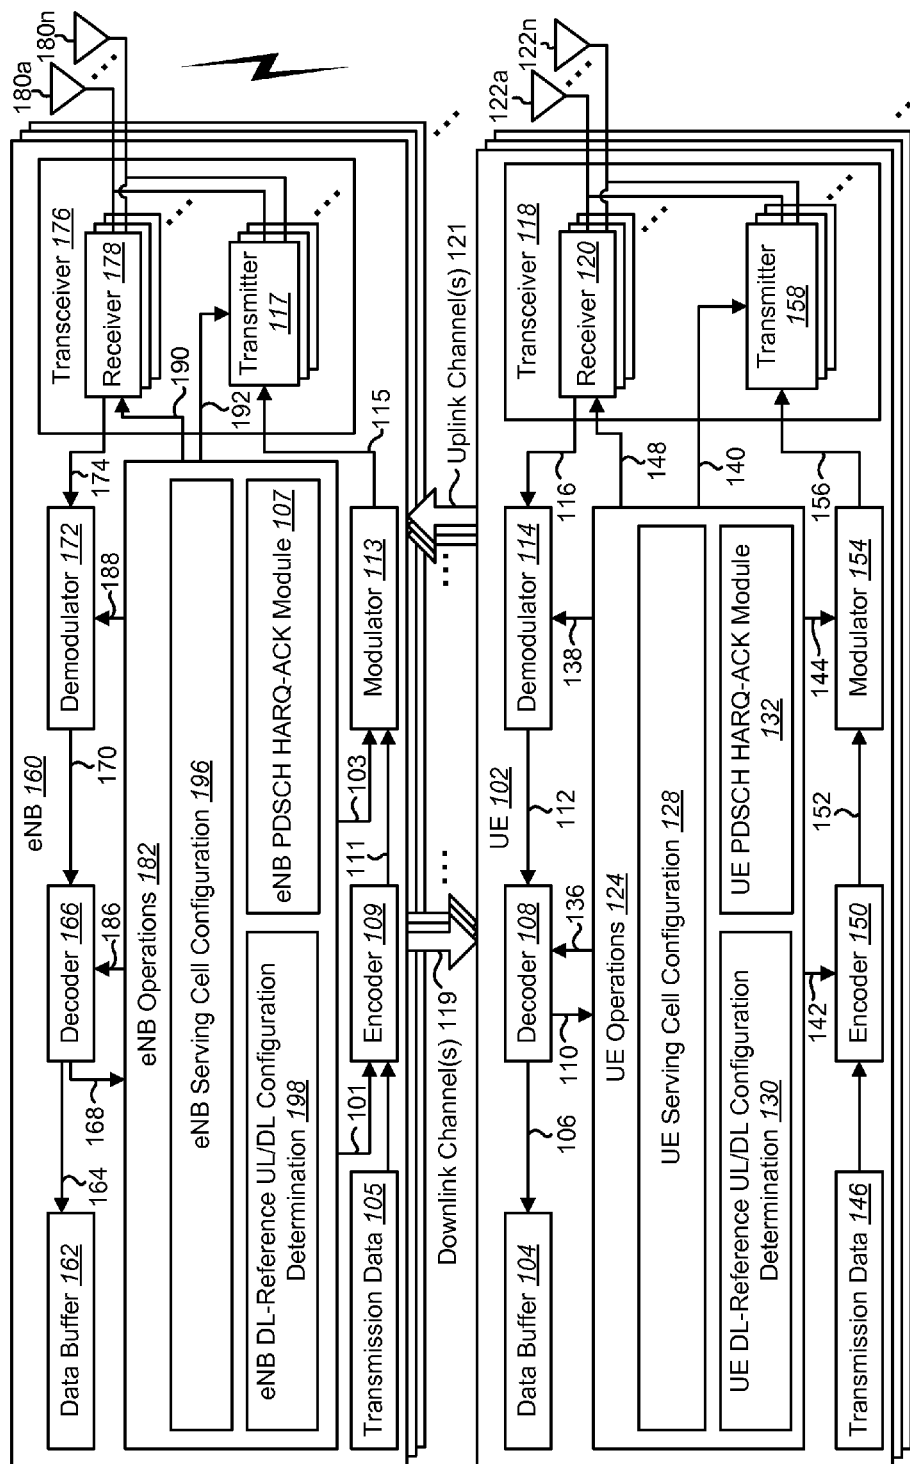 eNB 160
Data Buffer 162
164
Decoder 166
168
186
170
Demodulator 172
188
174
Transceiver 176
Receiver 178
190
180a
180n
eNB Operations 182
eNB Serving Cell Configuration 196
eNB DL-Reference UL/DL Configuration
Determination 198
eNB PDSCH HARQ-ACK Module 107
192
Transmitter
117
101
103
Transmission Data 105
Encoder 109
111
Modulator 113
115
Downlink Channel(s) 119
Uplink Channel(s) 121
UE 102
Data Buffer 104
106
Decoder 108
110
136
112
Demodulator 114
138
116
Transceiver 118
Receiver 120
148
122a
122n
UE Operations 124
UE Serving Cell Configuration 128
UE DL-Reference UL/DL Configuration
Determination 130
UE PDSCH HARQ-ACK Module
132
140
Transmitter
158
142
144
Transmission Data 146
Encoder 150
152
Modulator 154
156